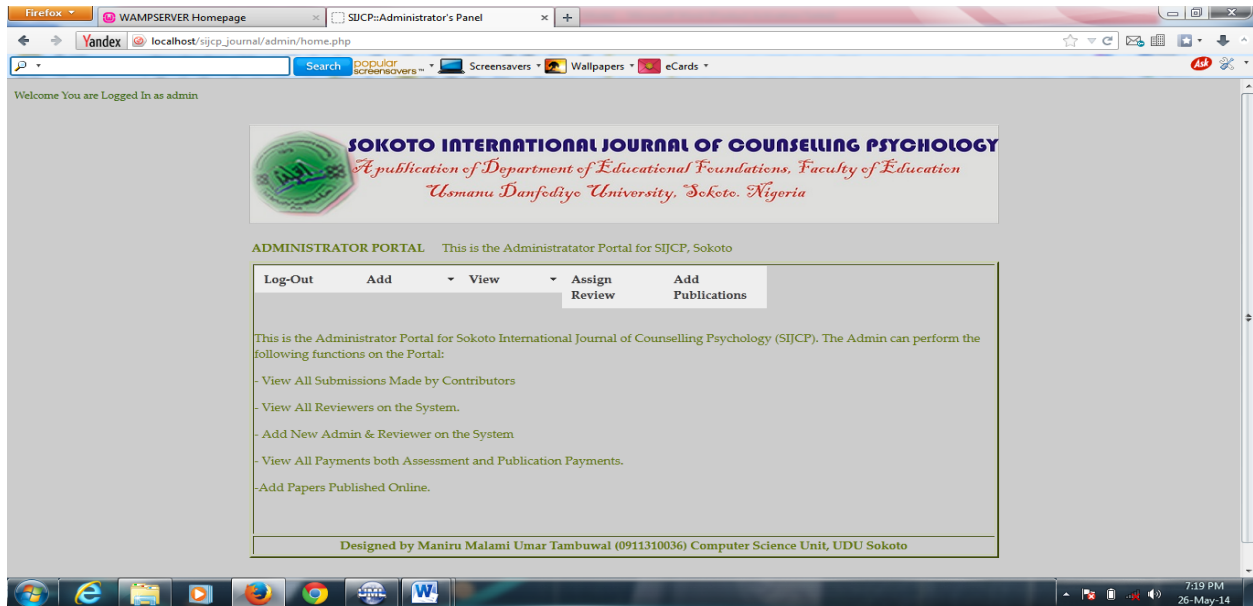 Firefox
WAMPSERVER Homepage
SIJCP::Administrator's Panel
Yandex
localhost/sijcp_journal/admin/home.php
Search
popular screensavers™
Screensavers
Wallpapers
eCards
Ask
Welcome You are Logged In as admin
SOKOTO INTERNATIONAL JOURNAL OF COUNSELLING PSYCHOLOGY
A publication of Department of Educational Foundations, Faculty of Education
Usmanu Danfodiyo University, Sokoto. Nigeria
ADMINISTRATOR PORTAL This is the Administratator Portal for SIJCP, Sokoto
Log-Out
Add
View
Assign Review
Add Publications
This is the Administrator Portal for Sokoto International Journal of Counselling Psychology (SIJCP). The Admin can perform the
following functions on the Portal:
- View All Submissions Made by Contributors
- View All Reviewers on the System.
- Add New Admin & Reviewer on the System
- View All Payments both Assessment and Publication Payments.
-Add Papers Published Online.
Designed by Maniru Malami Umar Tambuwal (0911310036) Computer Science Unit, UDU Sokoto
UML
W
7:19 PM
26-May-14